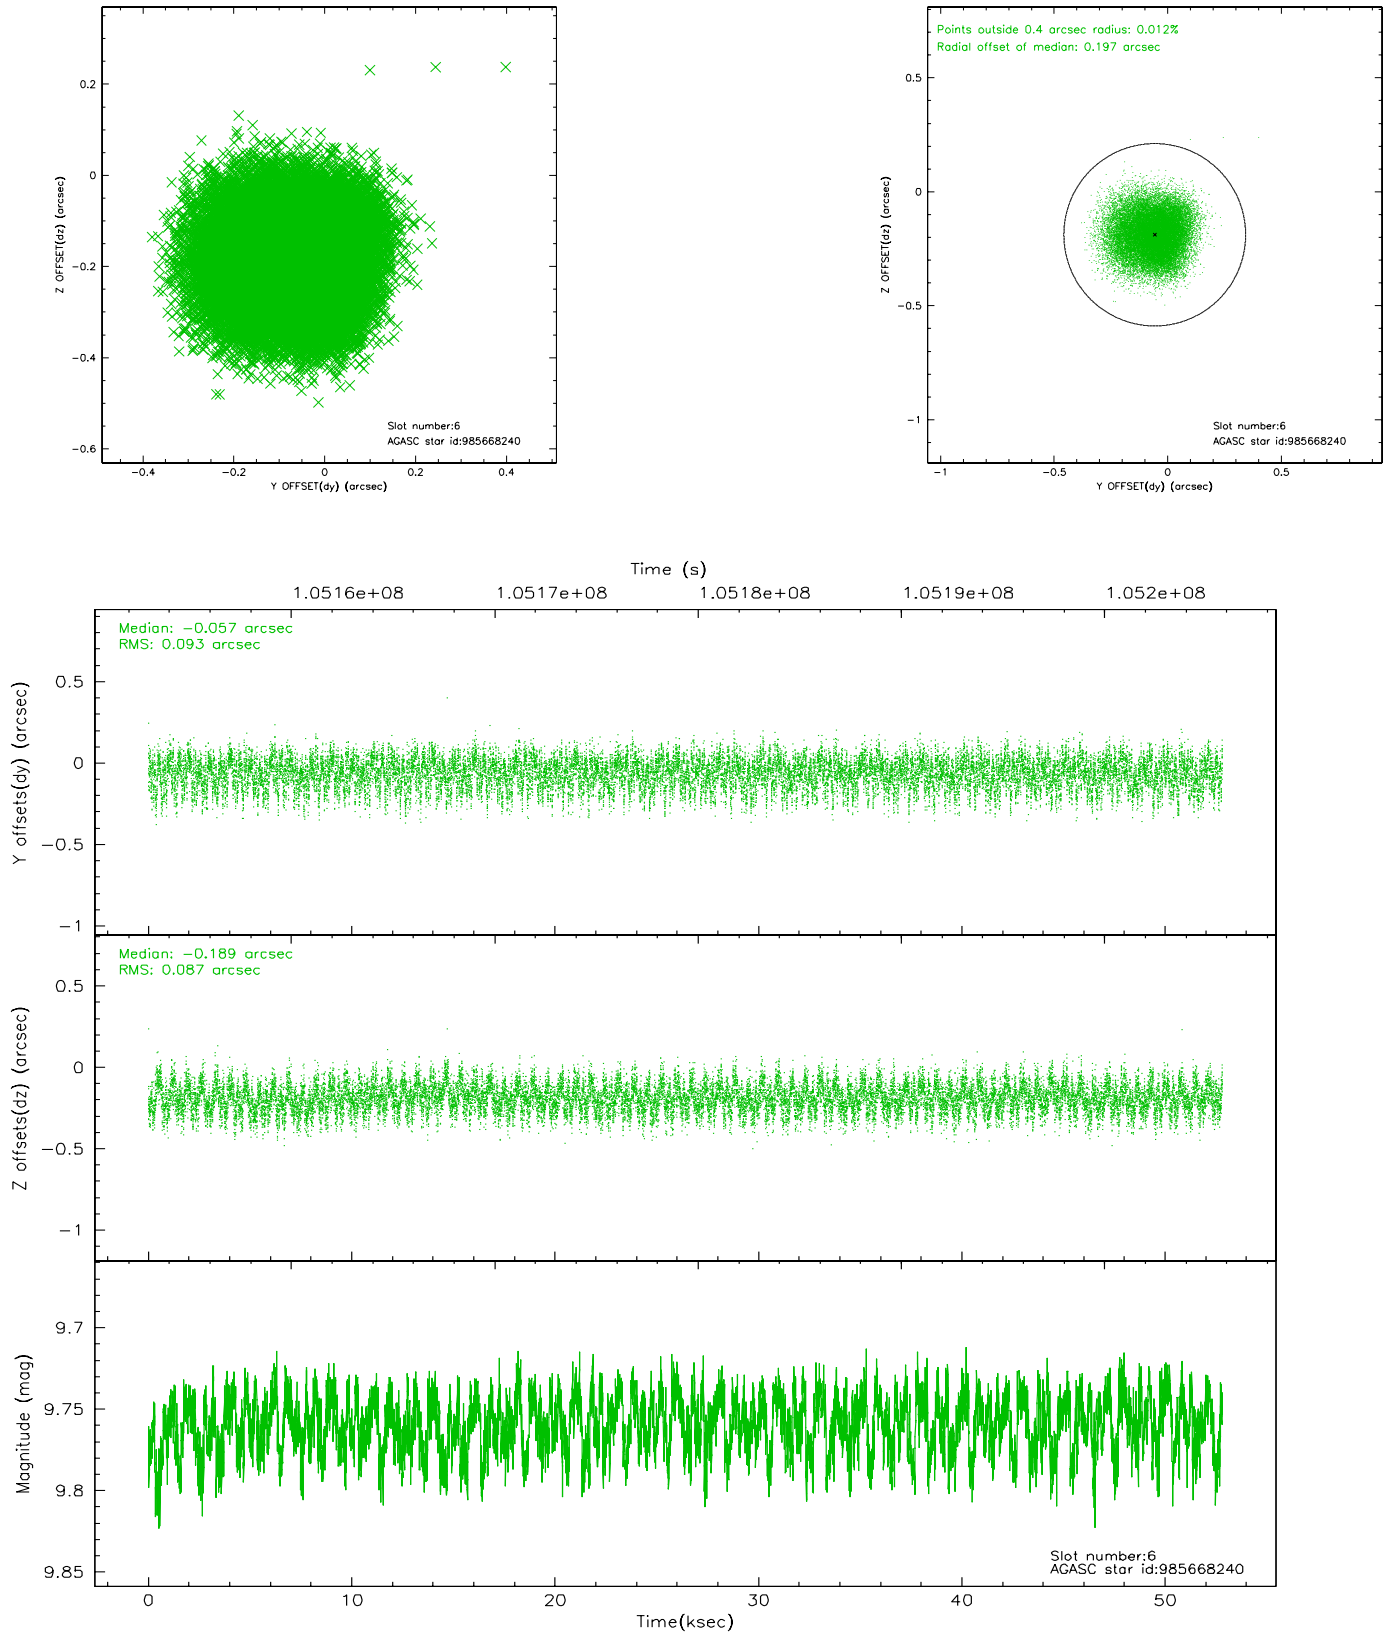 0.2
0
−0.2
−0.4
−0.6
Z OFFSET(dz) (arcsec)
Slot number:6
AGASC star id:985668240
−0.4
−0.2
0
0.2
0.4
Y OFFSET(dy) (arcsec)
Points outside 0.4 arcsec radius: 0.012%
Radial offset of median: 0.197 arcsec
0.5
0
−0.5
−1
Z OFFSET(dz) (arcsec)
Slot number:6
AGASC star id:985668240
−1
−0.5
0
0.5
Y OFFSET(dy) (arcsec)
Time (s)
1.0516e+08
1.0517e+08
1.0518e+08
1.0519e+08
1.052e+08
Median: −0.057 arcsec
RMS: 0.093 arcsec
0.5
0
−0.5
−1
Y offsets(dy) (arcsec)
Median: −0.189 arcsec
RMS: 0.087 arcsec
0.5
0
−0.5
−1
Z offsets(dz) (arcsec)
9.7
9.75
9.8
9.85
Magnitude (mag)
Slot number:6
AGASC star id:985668240
0
10
20
30
40
50
Time(ksec)